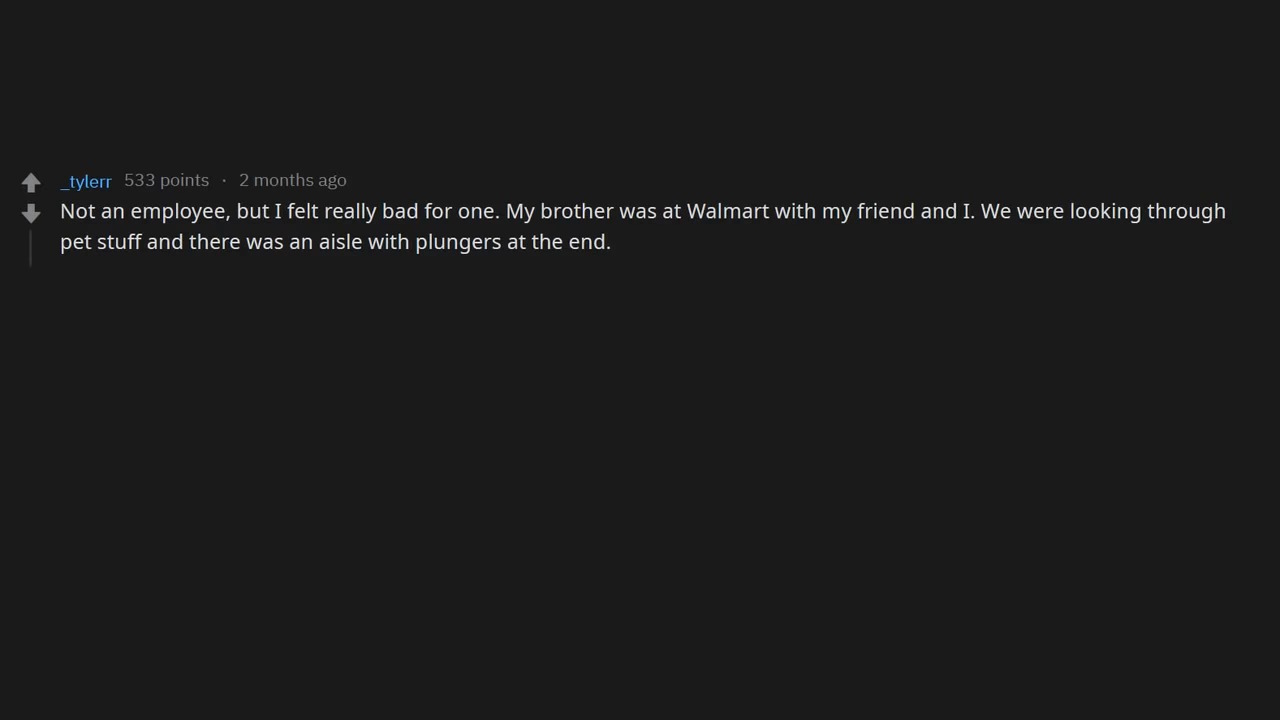 _tylerr 533 points · 2 months ago
Not an employee, but I felt really bad for one. My brother was at Walmart with my friend and I. We were looking through
pet stuff and there was an aisle with plungers at the end.